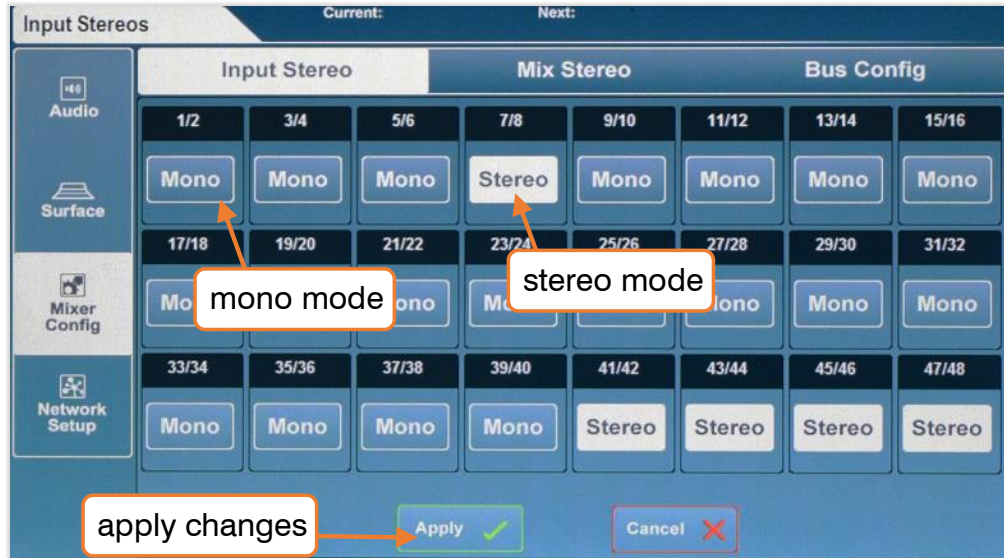 Input Stereos
Current:
Next:
Input Stereo
Mix Stereo
Bus Config
Audio
Surface
Mixer
Config
Network
Setup
1/2 3/4 5/6 7/8 9/10 11/12 13/14 15/16
Mono Mono Mono Stereo Mono Mono Mono Mono
17/18 19/20 21/22 23/24 25/26 27/28 29/30 31/32
mono mode
stereo mode
Mono Mono
33/34 35/36 37/38 39/40 41/42 43/44 45/46 47/48
Mono Mono Mono Mono Stereo Stereo Stereo Stereo
apply changes
Apply
Cancel